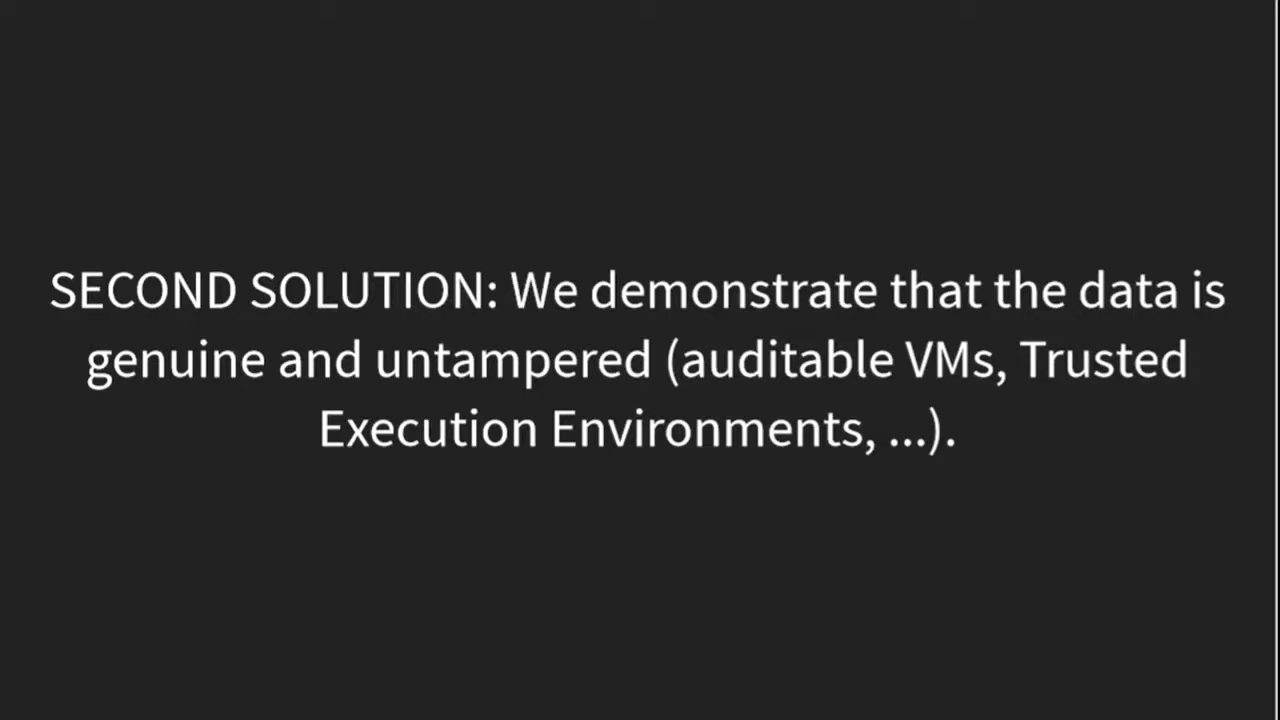 SECOND SOLUTION: We demonstrate that the data is
genuine and untampered (auditable VMs, Trusted
Execution Environments, ...).